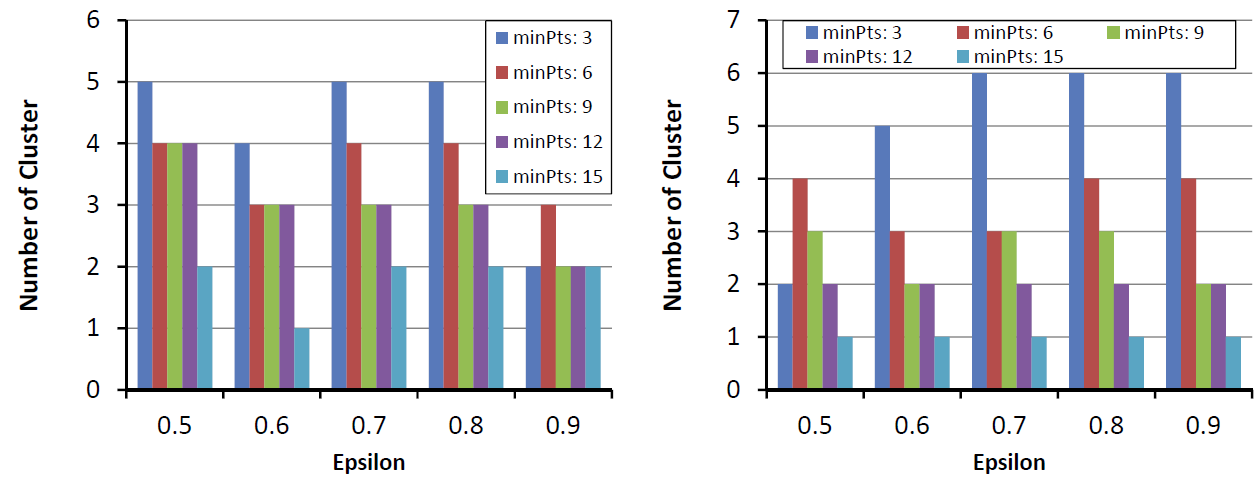 Number of Cluster
6
5
4
3
2
1
0
minPts: 3
minPts: 6
minPts: 9
minPts: 12
minPts: 15
0.5 0.6 0.7 0.8 0.9
Epsilon
Number of Cluster
7
6
5
4
3
2
1
0
minPts: 3 minPts: 6 minPts: 9
minPts: 12 minPts: 15
0.5 0.6 0.7 0.8 0.9
Epsilon